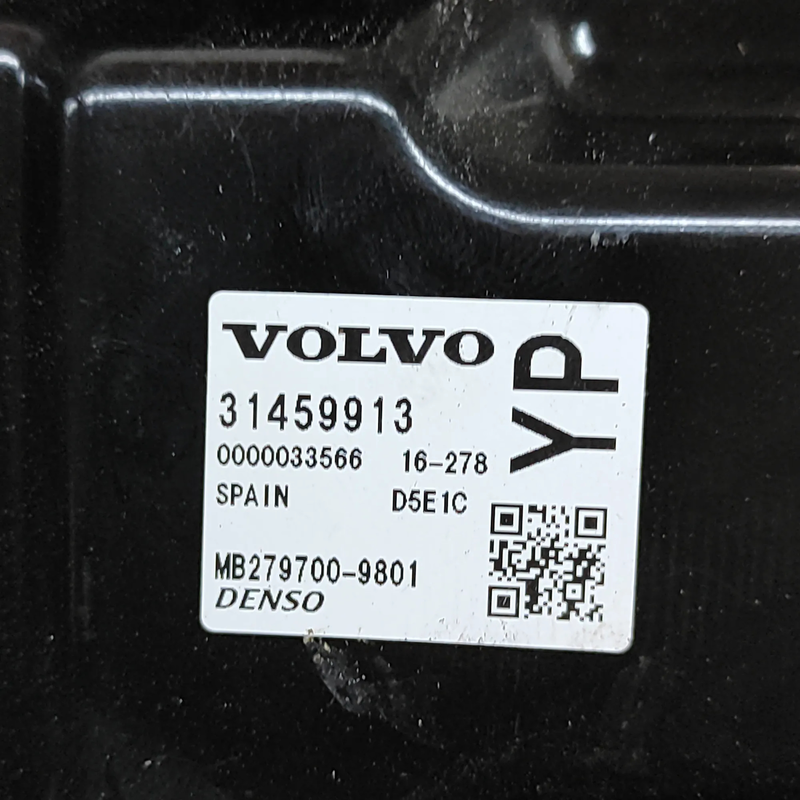 VOLVO
31459913
0000033566 16-278
SPAIN D5E1C
MB279700-9801
DENSO
YP